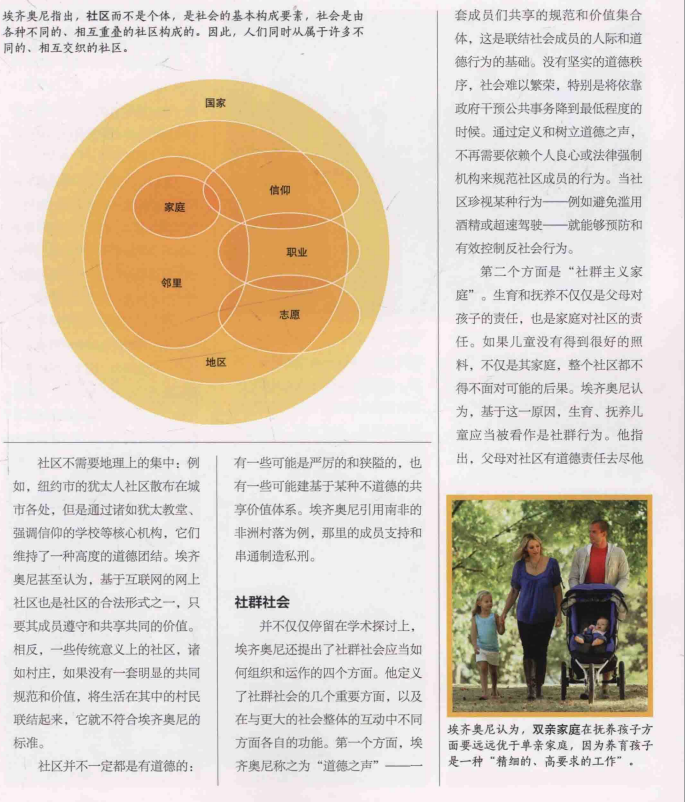 埃齐奥尼指出，社区而不是个体，是社会的基本构成要素，社会是由
各种不同的、相互重叠的社区构成的。因此，人们同时从属于许多不
同的、相互交织的社区。
国家
信仰
家庭
职业
邻里
志愿
地区
社区不需要地理上的集中：例
如，纽约市的犹太人社区散布在城
市各处，但是通过诸如犹太教堂、
强调信仰的学校等核心机构，它们
维持了一种高度的道德团结。埃齐
奥尼甚至认为，基于互联网的网上
社区也是社区的合法形式之一，只
要其成员遵守和共享共同的价值。
相反，一些传统意义上的社区，诸
如村庄，如果没有一套明显的共同
规范和价值，将生活在其中的村民
联结起来，它就不符合埃齐奥尼的
标准。
社区并不一定都是有道德的：
有一些可能是严厉的和狭隘的，也
有一些可能建基于某种不道德的共
享价值体系。埃齐奥尼引用南非的
非洲村落为例，那里的成员支持和
串通制造私刑。
社群社会
并不仅仅停留在学术探讨上，
埃齐奥尼还提出了社群社会应当如
何组织和运作的四个方面。他定义
了社群社会的几个重要方面，以及
在与更大的社会整体的互动中不同
方面各自的功能。第一个方面，埃
齐奥尼称之为“道德之声”——一
套成员们共享的规范和价值集合
体，这是联结社会成员的人际和道
德行为的基础。没有坚实的道德秩
序，社会难以繁荣，特别是将依靠
政府干预公共事务降到最低程度的
时候。通过定义和树立道德之声，
不再需要依赖个人良心或法律强制
机构来规范社区成员的行为。当社
区珍视某种行为——例如避免滥用
酒精或超速驾驶——就能够预防和
有效控制反社会行为。
第二个方面是“社群主义家
庭”。生育和抚养不仅仅是父母对
孩子的责任，也是家庭对社区的责
任。如果儿童没有得到很好的照
料，不仅是其家庭，整个社区都不
得不面对可能的后果。埃齐奥尼认
为，基于这一原因，生育、抚养儿
童应当被看作是社群行为。他指
出，父母对社区有道德责任去尽他
埃齐奥尼认为，双亲家庭在抚养孩子方
面要远远优于单亲家庭，因为养育孩子
是一种“精细的、高要求的工作”。